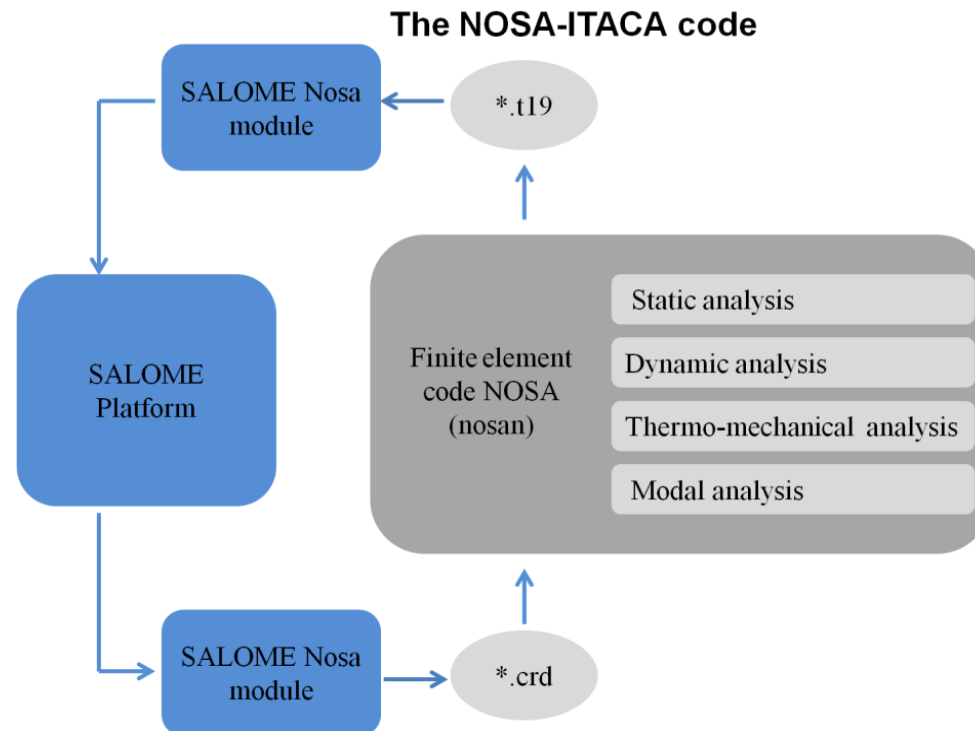 The NOSA-ITACA code
SALOME Nosa
module
*.t19
SALOME
Platform
Finite element
code NOSA
(nosan)
Static analysis
Dynamic analysis
Thermo-mechanical analysis
Modal analysis
SALOME Nosa
module
*.crd